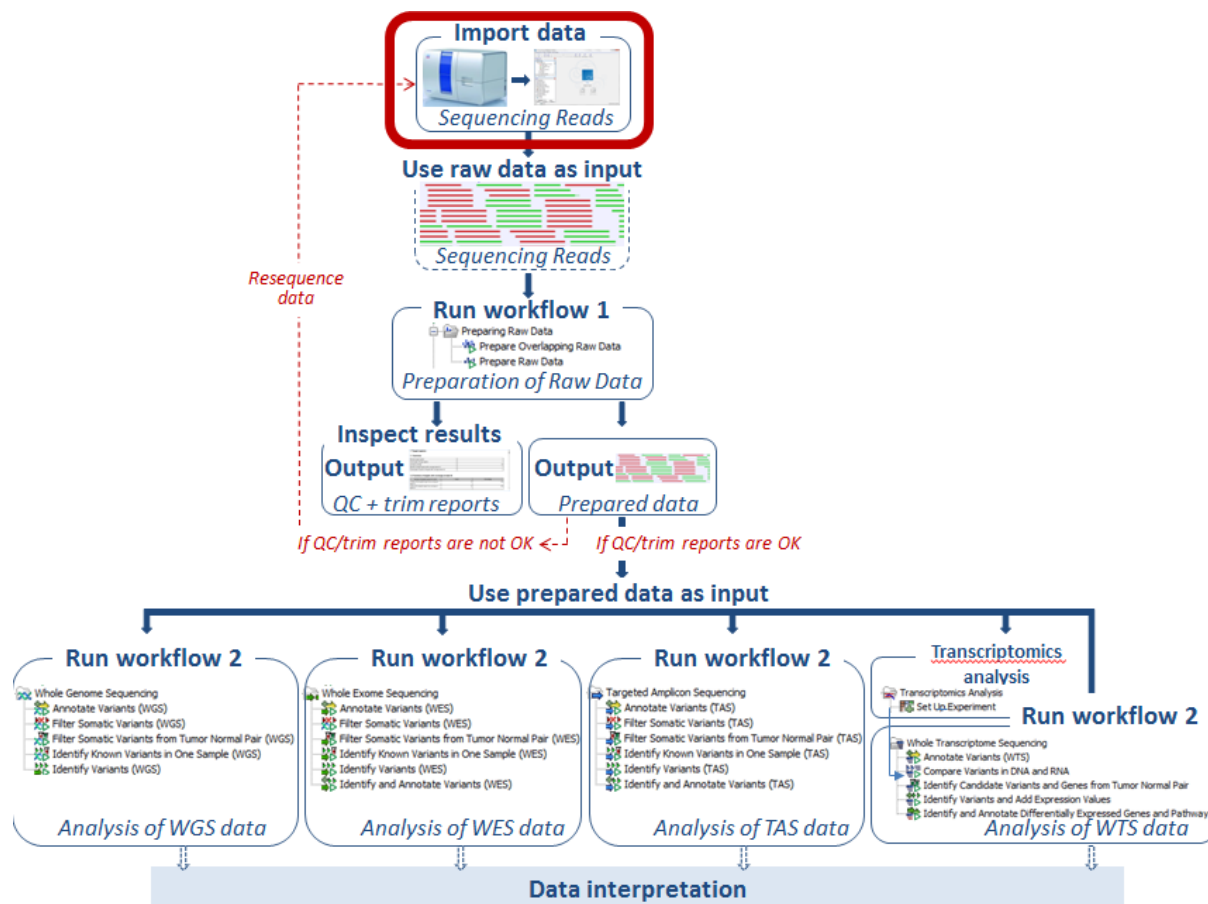 Import data
Sequencing Reads
Use raw data as input
Sequencing Reads
Resequence
data
Run workflow 1
Preparing Raw Data
Prepare Overlapping Raw Data
Prepare Raw Data
Preparation of Raw Data
Inspect results
Output
QC + trim reports
Output
Prepared data
If QC/trim reports are not OK
If QC/trim reports are OK
Use prepared data as input
Run workflow 2
Whole Genome Sequencing
Annotate Variants (WGS)
Filter Somatic Variants (WGS)
Filter Somatic Variants from Tumor Normal Pair (WGS)
Identify Known Variants in One Sample (WGS)
Identify Variants (WGS)
Analysis of WGS data
Run workflow 2
Whole Exome Sequencing
Annotate Variants (WES)
Filter Somatic Variants (WES)
Filter Somatic Variants from Tumor Normal Pair (WES)
Identify Known Variants in One Sample (WES)
Identify Variants (WES)
Identify and Annotate Variants (WES)
Analysis of WES data
Run workflow 2
Targeted Amplicon Sequencing
Annotate Variants (TAS)
Filter Somatic Variants (TAS)
Filter Somatic Variants from Tumor Normal Pair (TAS)
Identify Known Variants in One Sample (TAS)
Identify Variants (TAS)
Identify and Annotate Variants (TAS)
Analysis of TAS data
Transcriptomics
analysis
Transcriptomics Analysis
Set Up Experiment
Run workflow 2
Whole Transcriptome Sequencing
Annotate Variants (WTS)
Compare Variants in DNA and RNA
Identify Candidate Variants and Genes from Tumor Normal Pair
Identify Variants and Add Expression Values
Identify and Annotate Differentially Expressed Genes and Pathway
Analysis of WTS data
Data interpretation